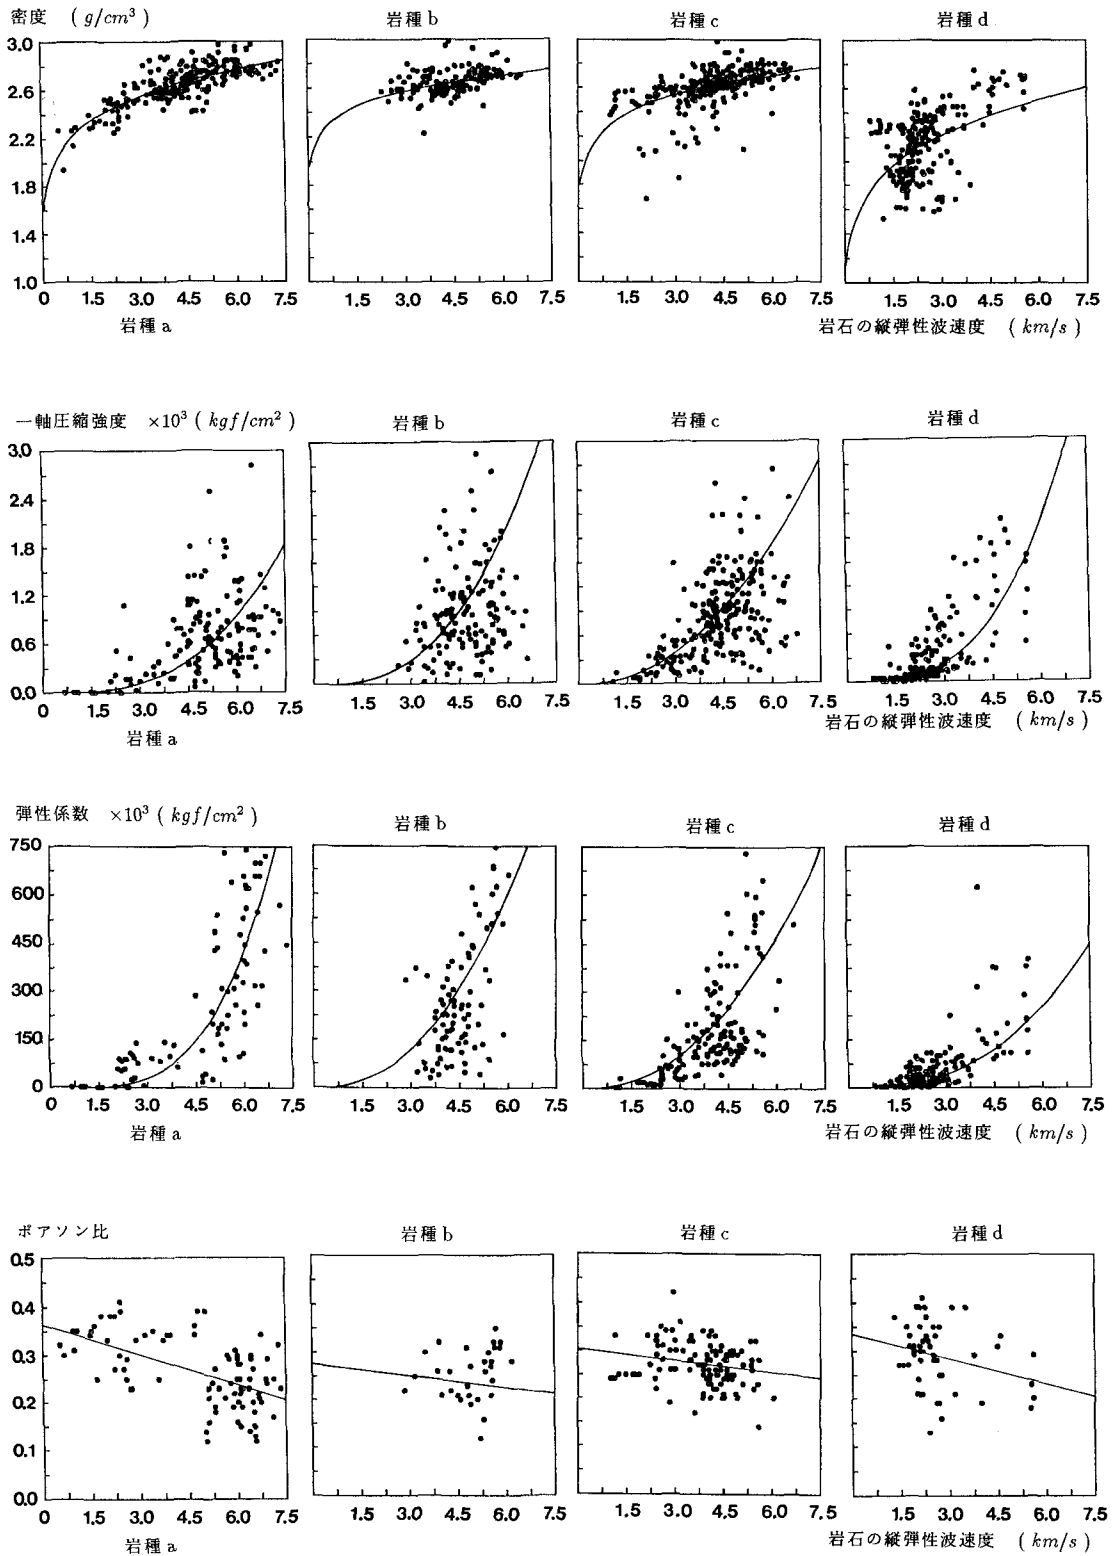 密度 ( g/cm³ )
岩種 b
岩種 c
岩種 d
3.0
2.6
2.2
1.8
1.4
1.0
0 1.5 3.0 4.5 6.0 7.5
1.5 3.0 4.5 6.0 7.5
1.5 3.0 4.5 6.0 7.5
1.5 3.0 4.5 6.0 7.5
岩種 a
岩石の縦弾性波速度 ( km/s )
一軸圧縮強度 ×10³ ( kgf/cm² )
岩種 b
岩種 c
岩種 d
3.0
2.4
1.8
1.2
0.6
0.0
0 1.5 3.0 4.5 6.0 7.5
1.5 3.0 4.5 6.0 7.5
1.5 3.0 4.5 6.0 7.5
1.5 3.0 4.5 6.0 7.5
岩種 a
岩石の縦弾性波速度 ( km/s )
弾性係数 ×10³ ( kgf/cm² )
岩種 b
岩種 c
岩種 d
750
600
450
300
150
0
0 1.5 3.0 4.5 6.0 7.5
1.5 3.0 4.5 6.0 7.5
1.5 3.0 4.5 6.0 7.5
1.5 3.0 4.5 6.0 7.5
岩種 a
岩石の縦弾性波速度 ( km/s )
ポアソン比
岩種 b
岩種 c
岩種 d
0.5
0.4
0.3
0.2
0.1
0.0
0 1.5 3.0 4.5 6.0 7.5
1.5 3.0 4.5 6.0 7.5
1.5 3.0 4.5 6.0 7.5
1.5 3.0 4.5 6.0 7.5
岩種 a
岩石の縦弾性波速度 ( km/s )